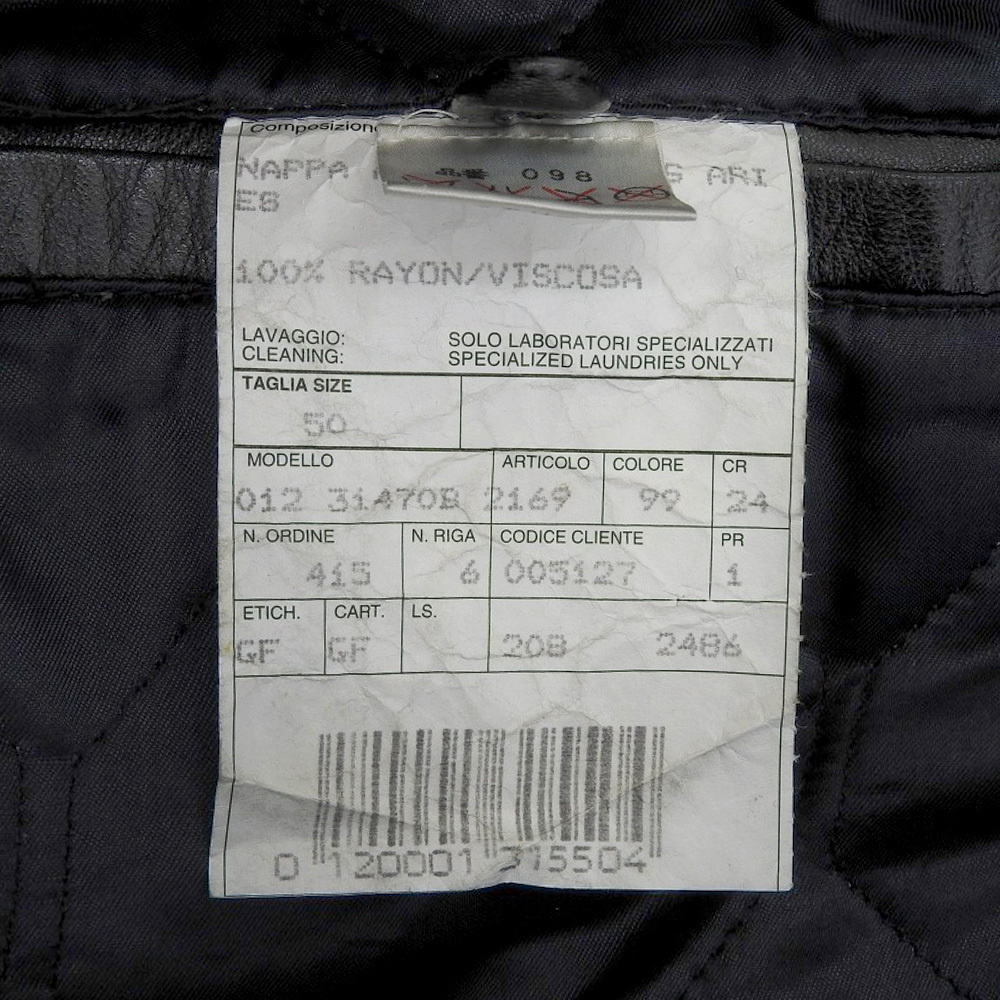 Composizione
NAPPA
098
S ARI
ES
100% RAYON/VISCOSA
LAVAGGIO: SOLO LABORATORI SPECIALIZZATI
CLEANING: SPECIALIZED LAUNDRIES ONLY
TAGLIA SIZE
50
MODELLO ARTICOLO COLORE CR
012 314708 2169 99 24
N. ORDINE N. RIGA CODICE CLIENTE PR
415 6 005127 1
ETICH. CART. LS.
GF GF 208 2486
0 120001 315504